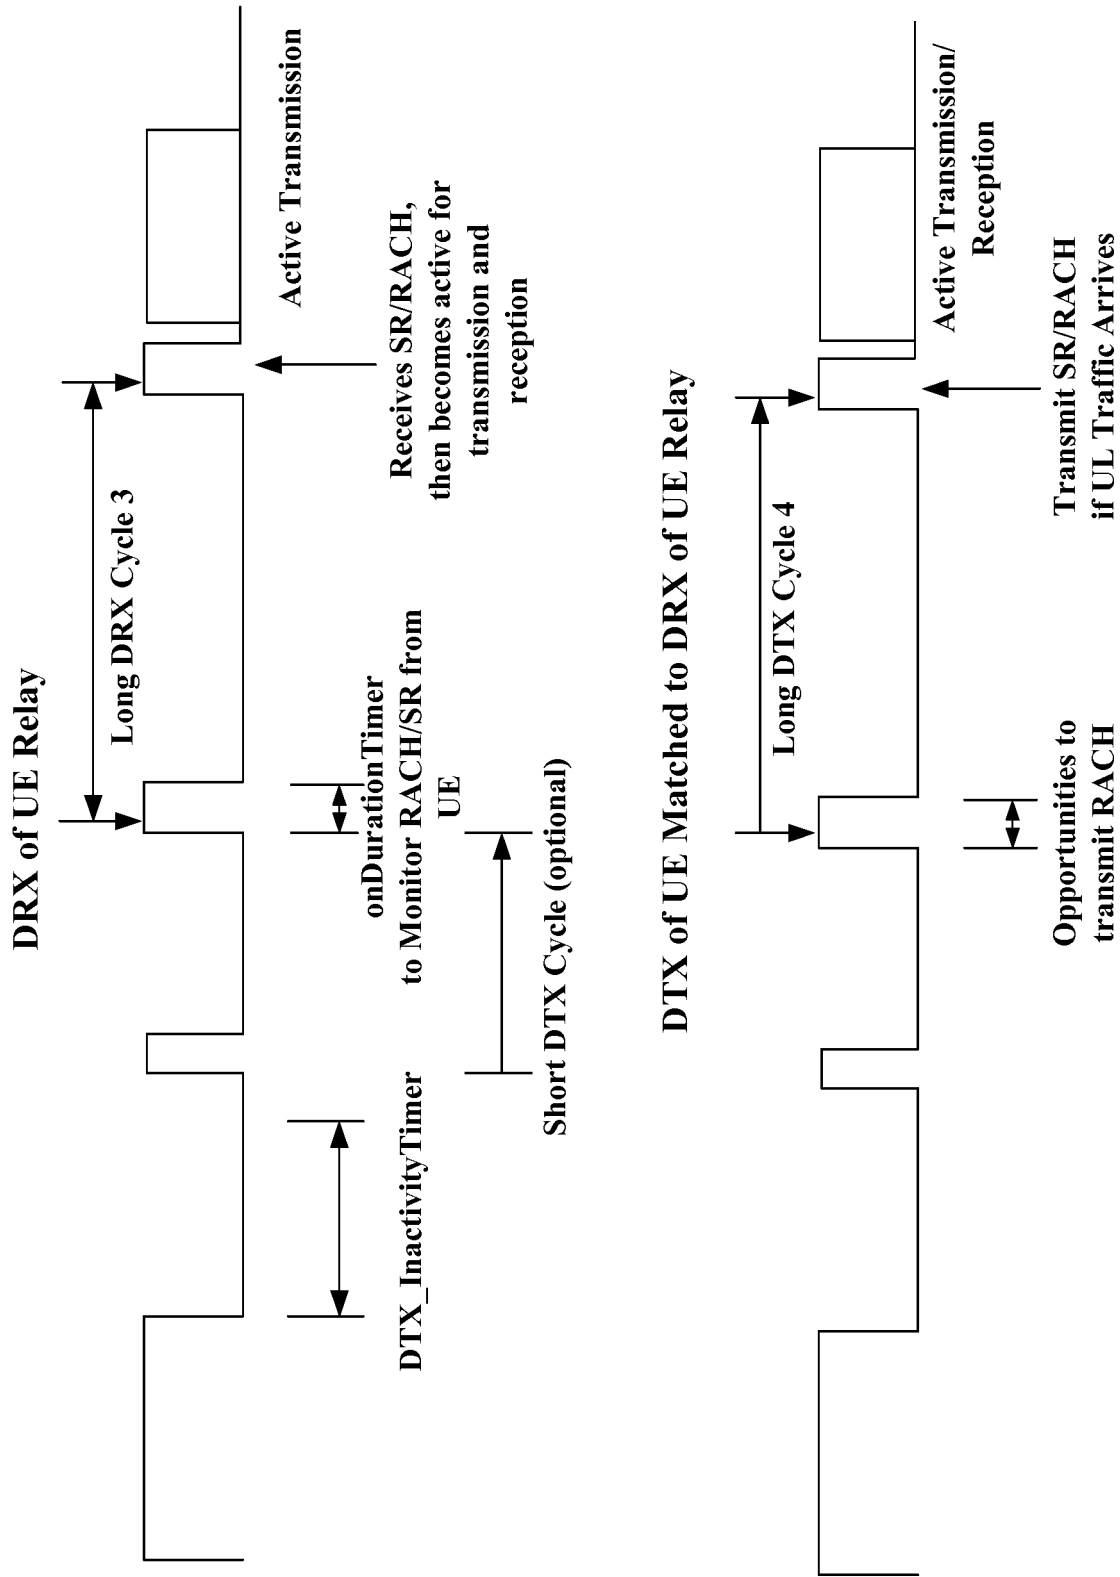 DRX of UE Relay
Long DRX Cycle 3
DTX_InactivityTimer
onDurationTimer
to Monitor RACH/SR from
UE
Short DTX Cycle (optional)
Receives SR/RACH,
then becomes active for
transmission and
reception
Active Transmission
DTX of UE Matched to DRX of UE Relay
Long DTX Cycle 4
Opportunities to
transmit RACH
Transmit SR/RACH
if UL Traffic Arrives
Active Transmission/
Reception